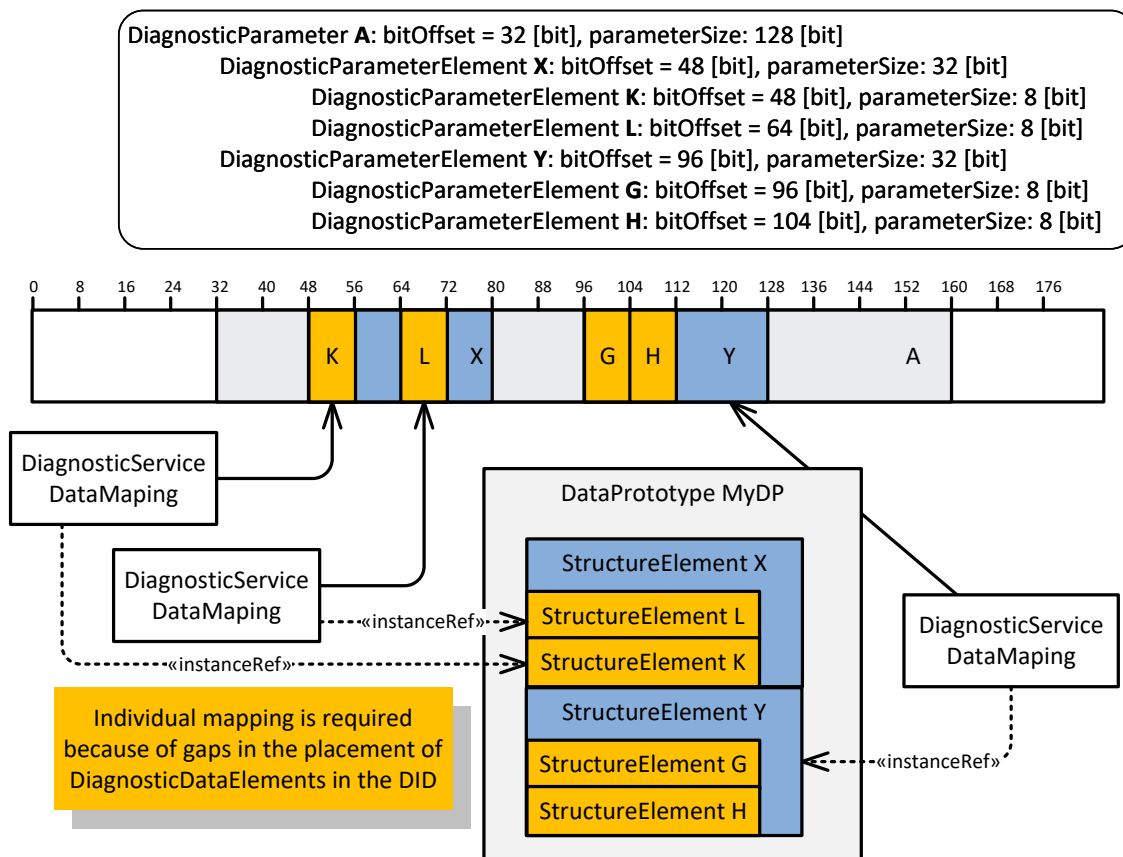 DiagnosticParameter A: bitOffset = 32 [bit], parameterSize: 128 [bit]
DiagnosticParameterElement X: bitOffset = 48 [bit], parameterSize: 32 [bit]
DiagnosticParameterElement K: bitOffset = 48 [bit], parameterSize: 8 [bit]
DiagnosticParameterElement L: bitOffset = 64 [bit], parameterSize: 8 [bit]
DiagnosticParameterElement Y: bitOffset = 96 [bit], parameterSize: 32 [bit]
DiagnosticParameterElement G: bitOffset = 96 [bit], parameterSize: 8 [bit]
DiagnosticParameterElement H: bitOffset = 104 [bit], parameterSize: 8 [bit]
0 8 16 24 32 40 48 56 64 72 80 88 96 104 112 120 128 136 144 152 160 168 176
K L X G H Y A
DiagnosticService
DataMaping
DiagnosticService
DataMaping
DataPrototype MyDP
StructureElement X
StructureElement L
StructureElement K
StructureElement Y
StructureElement G
StructureElement H
DiagnosticService
DataMaping
«instanceRef»
«instanceRef»
«instanceRef»
Individual mapping is required
because of gaps in the placement of
DiagnosticDataElements in the DID